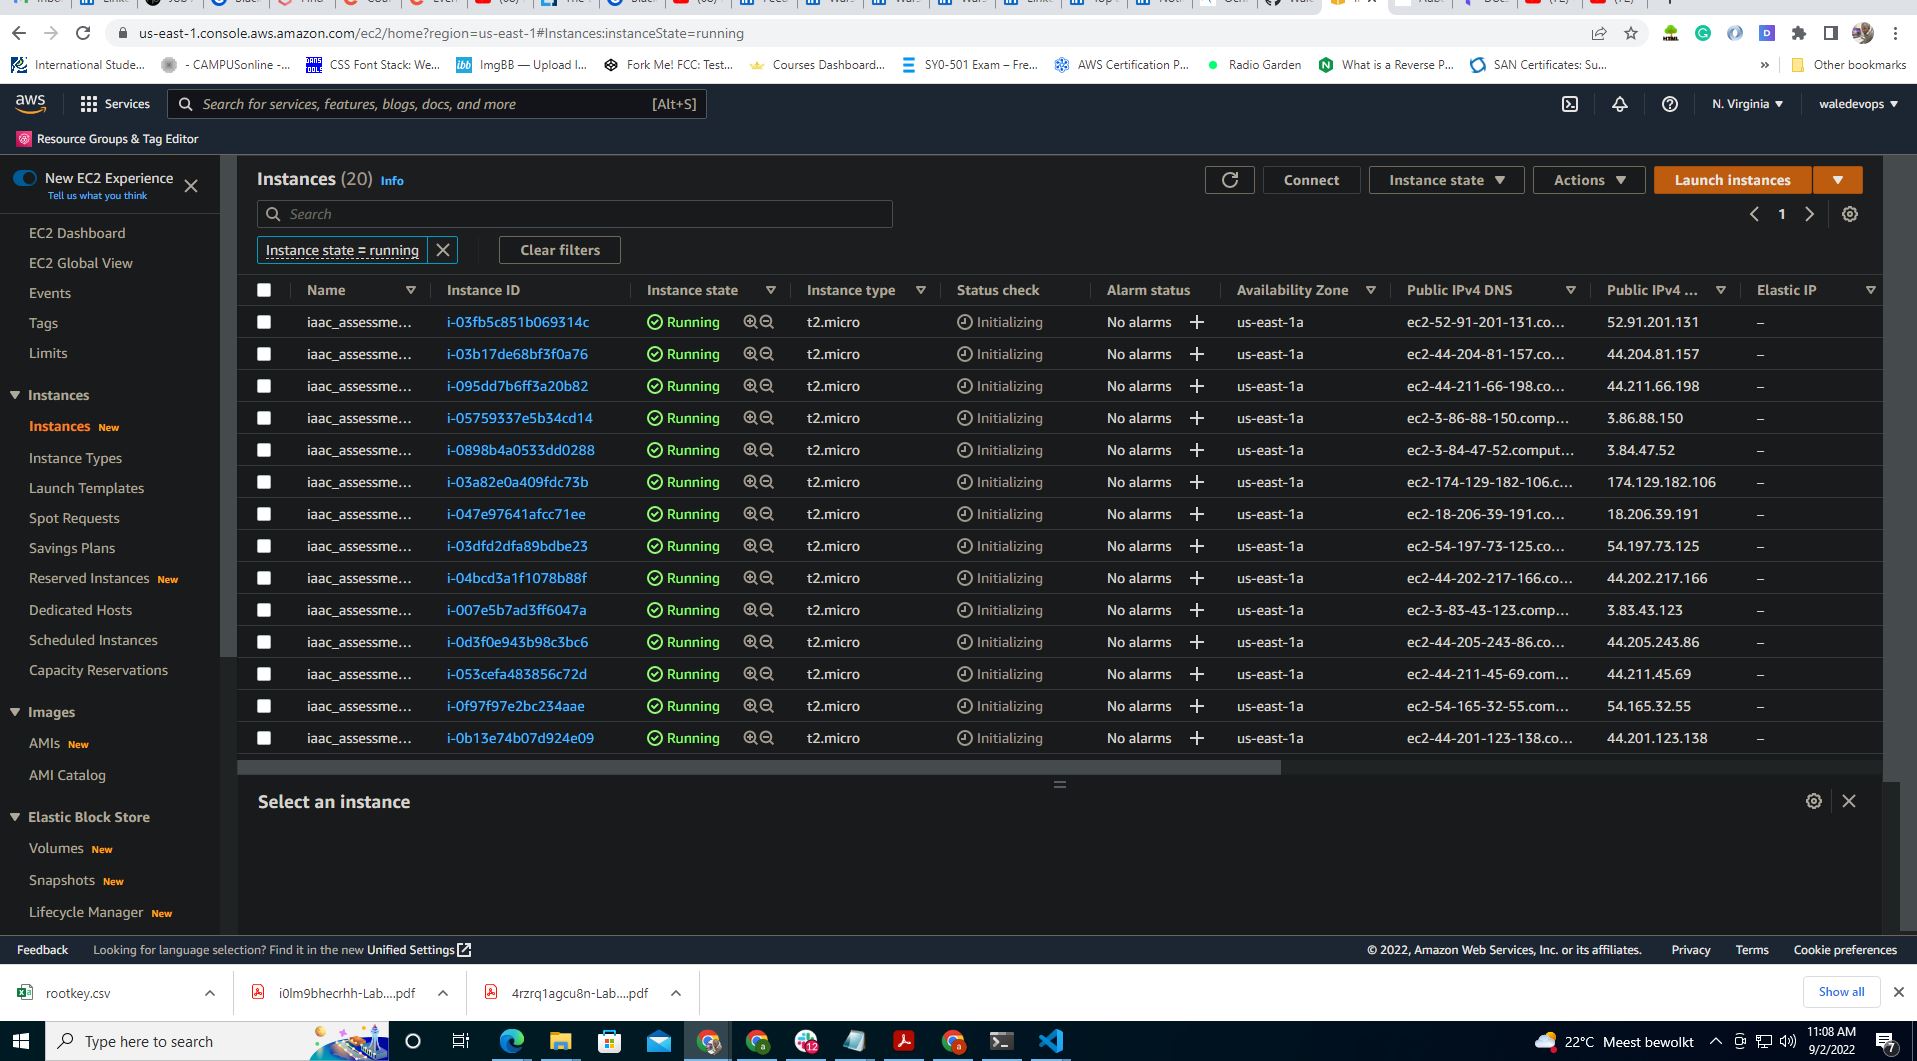 us-east-1.console.aws.amazon.com/ec2/home?region=us-east-1#Instances:instanceState=running
International Stude... - CAMPUSonline -... CSS Font Stack: We... ImgBB — Upload I... Fork Me! FCC: Test... Courses Dashboard... SY0-501 Exam – Fre... AWS Certification P... Radio Garden What is a Reverse P... SAN Certificates: Su... » Other bookmarks
aws Services Search for services, features, blogs, docs, and more [Alt+S] N. Virginia waledevops
Resource Groups & Tag Editor
New EC2 Experience
Tell us what you think
EC2 Dashboard
EC2 Global View
Events
Tags
Limits
Instances
Instances New
Instance Types
Launch Templates
Spot Requests
Savings Plans
Reserved Instances New
Dedicated Hosts
Scheduled Instances
Capacity Reservations
Images
AMIs New
AMI Catalog
Elastic Block Store
Volumes New
Snapshots New
Lifecycle Manager New
Instances (20) Info Connect Instance state Actions Launch instances
Search 1
Instance state = running Clear filters
Name Instance ID Instance state Instance type Status check Alarm status Availability Zone Public IPv4 DNS Public IPv4 ... Elastic IP
iaac_assessme... i-03fb5c851b069314c Running t2.micro Initializing No alarms + us-east-1a ec2-52-91-201-131.co... 52.91.201.131 –
iaac_assessme... i-03b17de68bf3f0a76 Running t2.micro Initializing No alarms + us-east-1a ec2-44-204-81-157.co... 44.204.81.157 –
iaac_assessme... i-095dd7b6ff3a20b82 Running t2.micro Initializing No alarms + us-east-1a ec2-44-211-66-198.co... 44.211.66.198 –
iaac_assessme... i-05759337e5b34cd14 Running t2.micro Initializing No alarms + us-east-1a ec2-3-86-88-150.comp... 3.86.88.150 –
iaac_assessme... i-0898b4a0533dd0288 Running t2.micro Initializing No alarms + us-east-1a ec2-3-84-47-52.comput... 3.84.47.52 –
iaac_assessme... i-03a82e0a409fdc73b Running t2.micro Initializing No alarms + us-east-1a ec2-174-129-182-106.c... 174.129.182.106 –
iaac_assessme... i-047e97641afcc71ee Running t2.micro Initializing No alarms + us-east-1a ec2-18-206-39-191.co... 18.206.39.191 –
iaac_assessme... i-03dfd2dfa89bdbe23 Running t2.micro Initializing No alarms + us-east-1a ec2-54-197-73-125.co... 54.197.73.125 –
iaac_assessme... i-04bcd3a1f1078b88f Running t2.micro Initializing No alarms + us-east-1a ec2-44-202-217-166.co... 44.202.217.166 –
iaac_assessme... i-007e5b7ad3ff6047a Running t2.micro Initializing No alarms + us-east-1a ec2-3-83-43-123.comp... 3.83.43.123 –
iaac_assessme... i-0d3f0e943b98c3bc6 Running t2.micro Initializing No alarms + us-east-1a ec2-44-205-243-86.co... 44.205.243.86 –
iaac_assessme... i-053cefa483856c72d Running t2.micro Initializing No alarms + us-east-1a ec2-44-211-45-69.com... 44.211.45.69 –
iaac_assessme... i-0f97f97e2bc234aae Running t2.micro Initializing No alarms + us-east-1a ec2-54-165-32-55.com... 54.165.32.55 –
iaac_assessme... i-0b13e74b07d924e09 Running t2.micro Initializing No alarms + us-east-1a ec2-44-201-123-138.co... 44.201.123.138 –
Select an instance
Feedback Looking for language selection? Find it in the new Unified Settings © 2022, Amazon Web Services, Inc. or its affiliates. Privacy Terms Cookie preferences
rootkey.csv i0lm9bhecrhh-Lab....pdf 4rzrq1agcu8n-Lab....pdf Show all
Type here to search 12 22°C Meest bewolkt 11:08 AM 7
9/2/2022